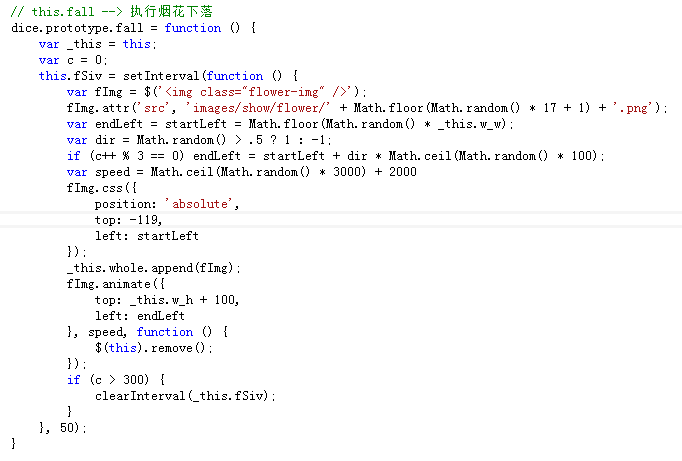 // this.fall --> 执行烟花下落
dice.prototype.fall = function () {
    var _this = this;
    var c = 0;
    this.fSiv = setInterval(function () {
        var fImg = $('<img class="flower-img" />');
        fImg.attr('src', 'images/show/flower/' + Math.floor(Math.random() * 17 + 1) + '.png');
        var endLeft = startLeft = Math.floor(Math.random() * _this.w_w);
        var dir = Math.random() > .5 ? 1 : -1;
        if (c++ % 3 == 0) endLeft = startLeft + dir * Math.ceil(Math.random() * 100);
        var speed = Math.ceil(Math.random() * 3000) + 2000
        fImg.css({
            position: 'absolute',
            top: -119,
            left: startLeft
        });
        _this.whole.append(fImg);
        fImg.animate({
            top: _this.w_h + 100,
            left: endLeft
        }, speed, function () {
            $(this).remove();
        });
        if (c > 300) {
            clearInterval(_this.fSiv);
        }
    }, 50);
}